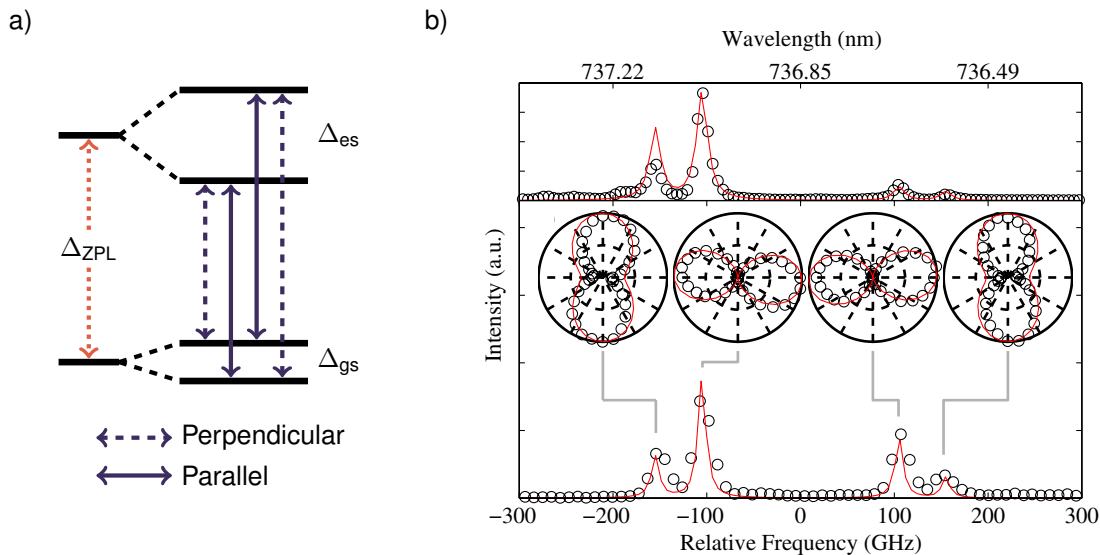 a)
Δes
ΔZPL
Δgs
Perpendicular
Parallel
b)
Wavelength (nm)
737.22 736.85 736.49
Intensity (a.u.)
−300 −200 −100 0 100 200 300
Relative Frequency (GHz)